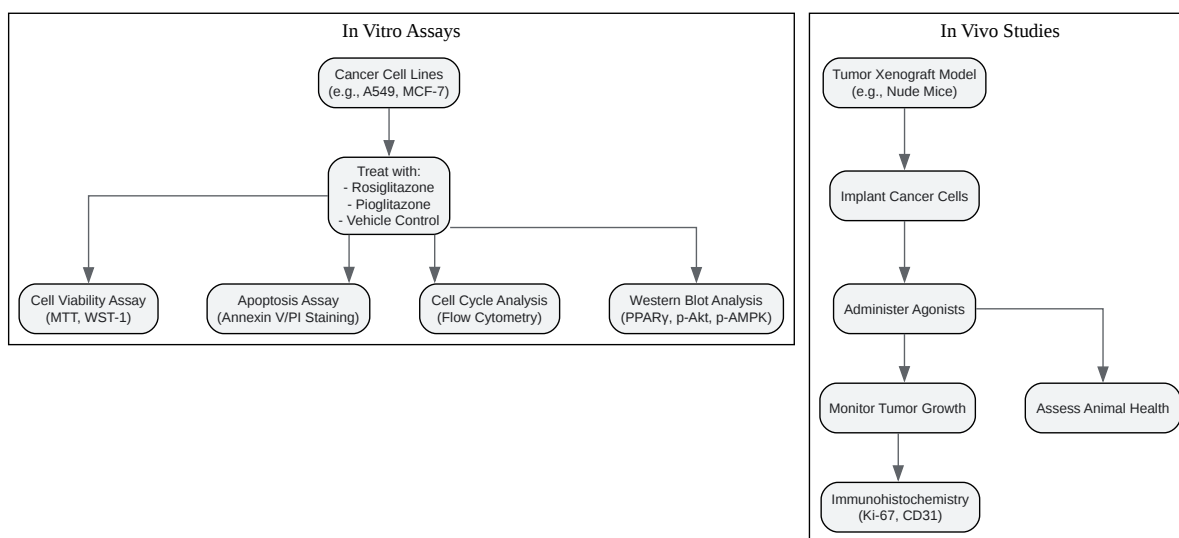 In Vitro Assays
Cancer Cell Lines
(e.g., A549, MCF-7)
Treat with:
- Rosiglitazone
- Pioglitazone
- Vehicle Control
Cell Viability Assay
(MTT, WST-1)
Apoptosis Assay
(Annexin V/PI Staining)
Cell Cycle Analysis
(Flow Cytometry)
Western Blot Analysis
(PPARγ, p-Akt, p-AMPK)
In Vivo Studies
Tumor Xenograft Model
(e.g., Nude Mice)
Implant Cancer Cells
Administer Agonists
Monitor Tumor Growth
Assess Animal Health
Immunohistochemistry
(Ki-67, CD31)